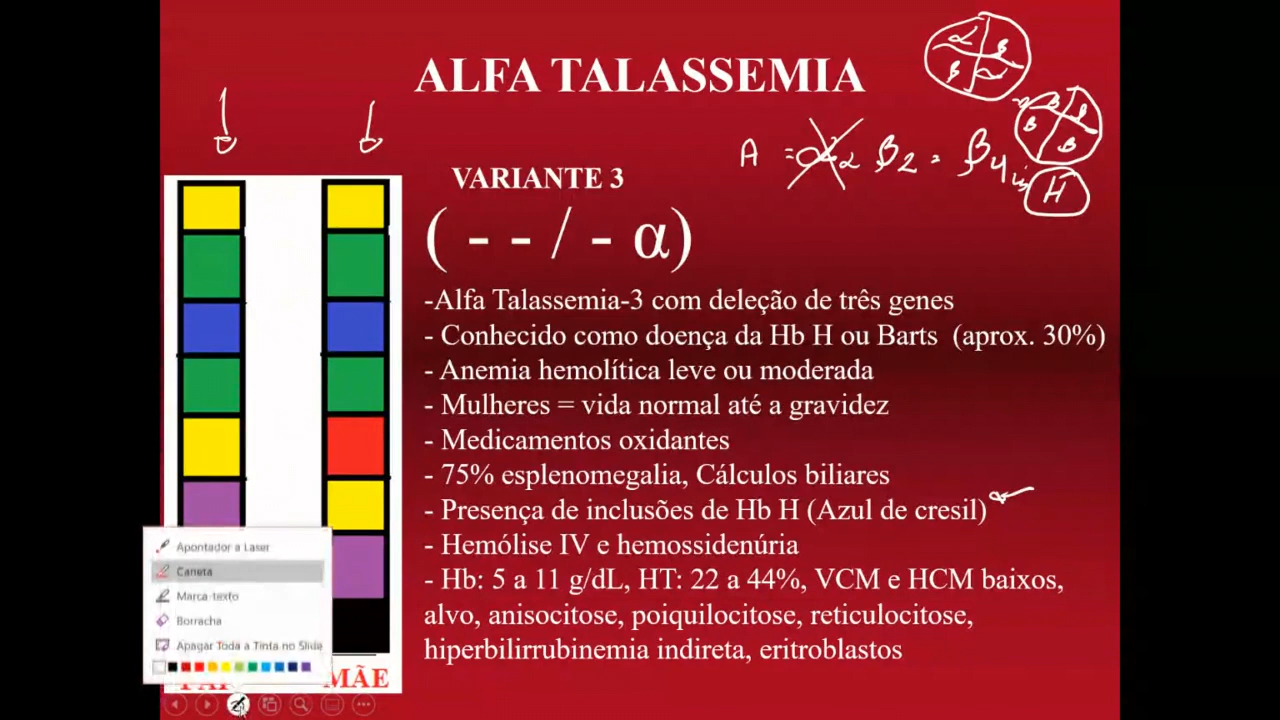 ALFA TALASSEMIA
A = α2 β2 = β4 H
α β
β α
β β
β β
VARIANTE 3
( - - / - α)
-Alfa Talassemia-3 com deleção de três genes
- Conhecido como doença da Hb H ou Barts (aprox. 30%)
- Anemia hemolítica leve ou moderada
- Mulheres = vida normal até a gravidez
- Medicamentos oxidantes
- 75% esplenomegalia, Cálculos biliares
- Presença de inclusões de Hb H (Azul de cresil)
- Hemólise IV e hemossidenúria
- Hb: 5 a 11 g/dL, HT: 22 a 44%, VCM e HCM baixos,
alvo, anisocitose, poiquilocitose, reticulocitose,
hiperbilirrubinemia indireta, eritroblastos
Apontador a Laser
Caneta
Marca-texto
Borracha
Apagar Toda a Tinta no Slide
MÃE